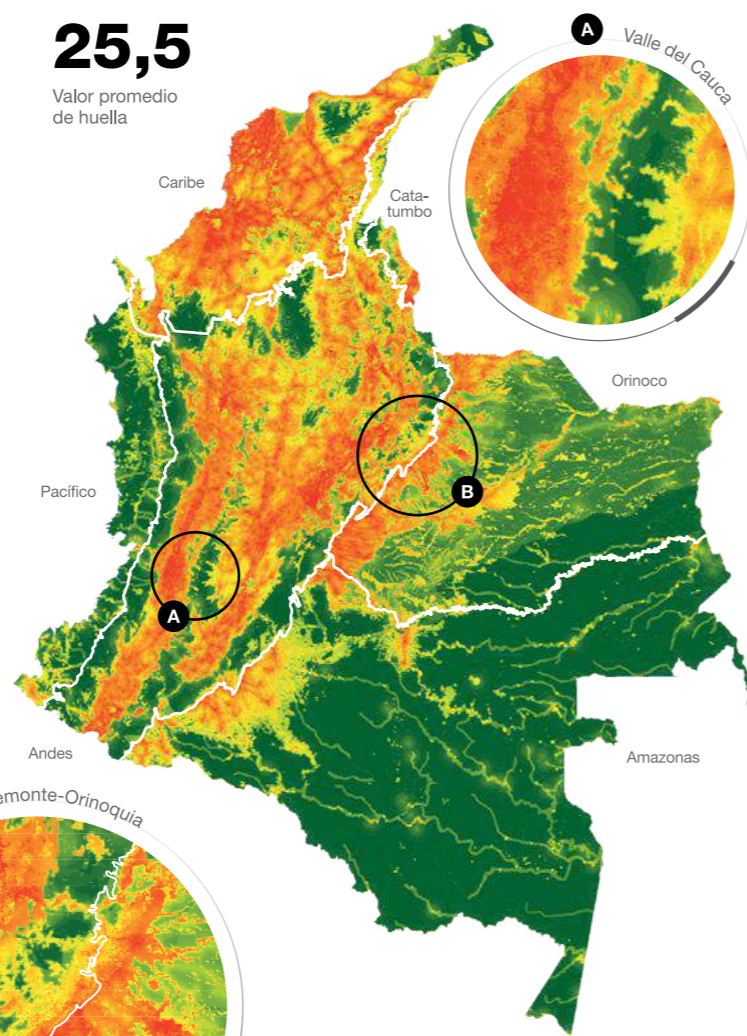 25,5
Valor promedio
de huella
A
Valle del Cauca
Caribe
Cata-
tumbo
Orinoco
Pacífico
B
A
Andes
Amazonas
emonte-Orinoquia